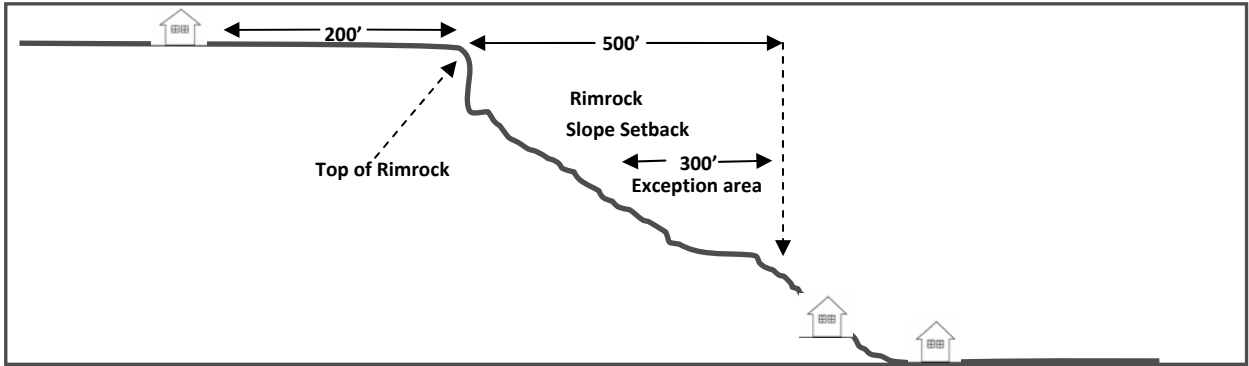 200’
500’
Rimrock
Slope Setback
Top of Rimrock
300’
Exception area